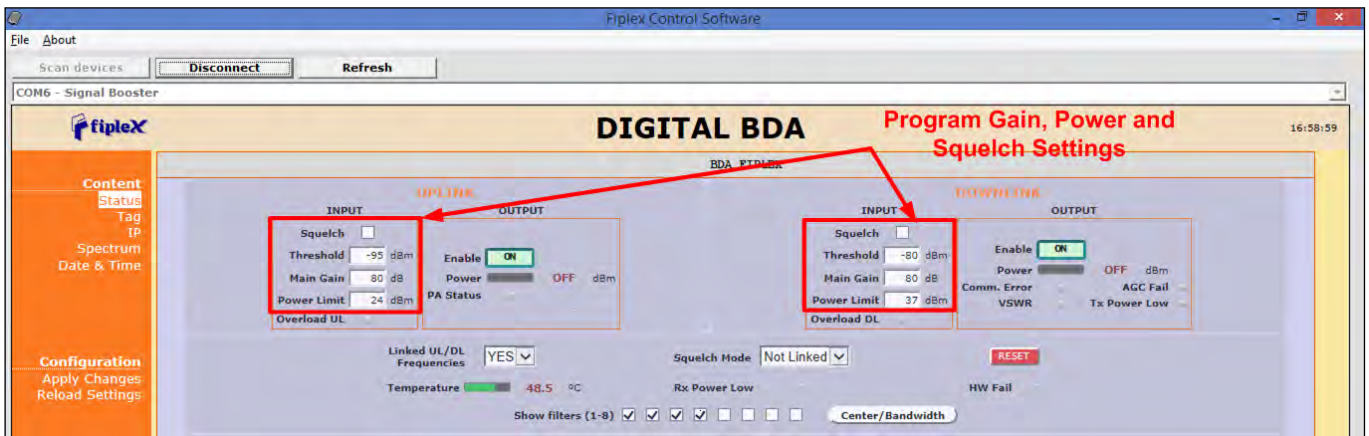 Fiplex Control Software
File About
Scan devices Disconnect Refresh
COM6 - Signal Booster
fipleX
DIGITAL BDA
Program Gain, Power and
Squelch Settings
16:58:59
BDA FIPLEX
Content
Status
Tag
IP
Spectrum
Date & Time
Configuration
Apply Changes
Reload Settings
UPLINK
INPUT OUTPUT
Squelch
Threshold -95 dBm
Main Gain 80 dB
Power Limit 24 dBm
Overload UL
Enable ON
Power OFF dBm
PA Status
DOWNLINK
INPUT OUTPUT
Squelch
Threshold -80 dBm
Main Gain 80 dB
Power Limit 37 dBm
Overload DL
Enable ON
Power OFF dBm
Comm. Error AGC Fail
VSWR Tx Power Low
Linked UL/DL
Frequencies YES
Squelch Mode Not Linked
RESET
Temperature 48.5 ºC Rx Power Low HW Fail
Show filters (1-8) Center/Bandwidth